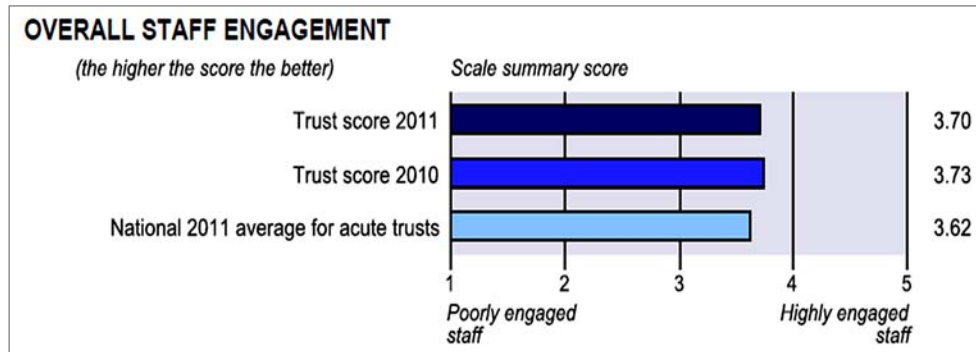 OVERALL STAFF ENGAGEMENT
(the higher the score the better) Scale summary score
Trust score 2011 3.70
Trust score 2010 3.73
National 2011 average for acute trusts 3.62
1 2 3 4 5
Poorly engaged staff Highly engaged staff